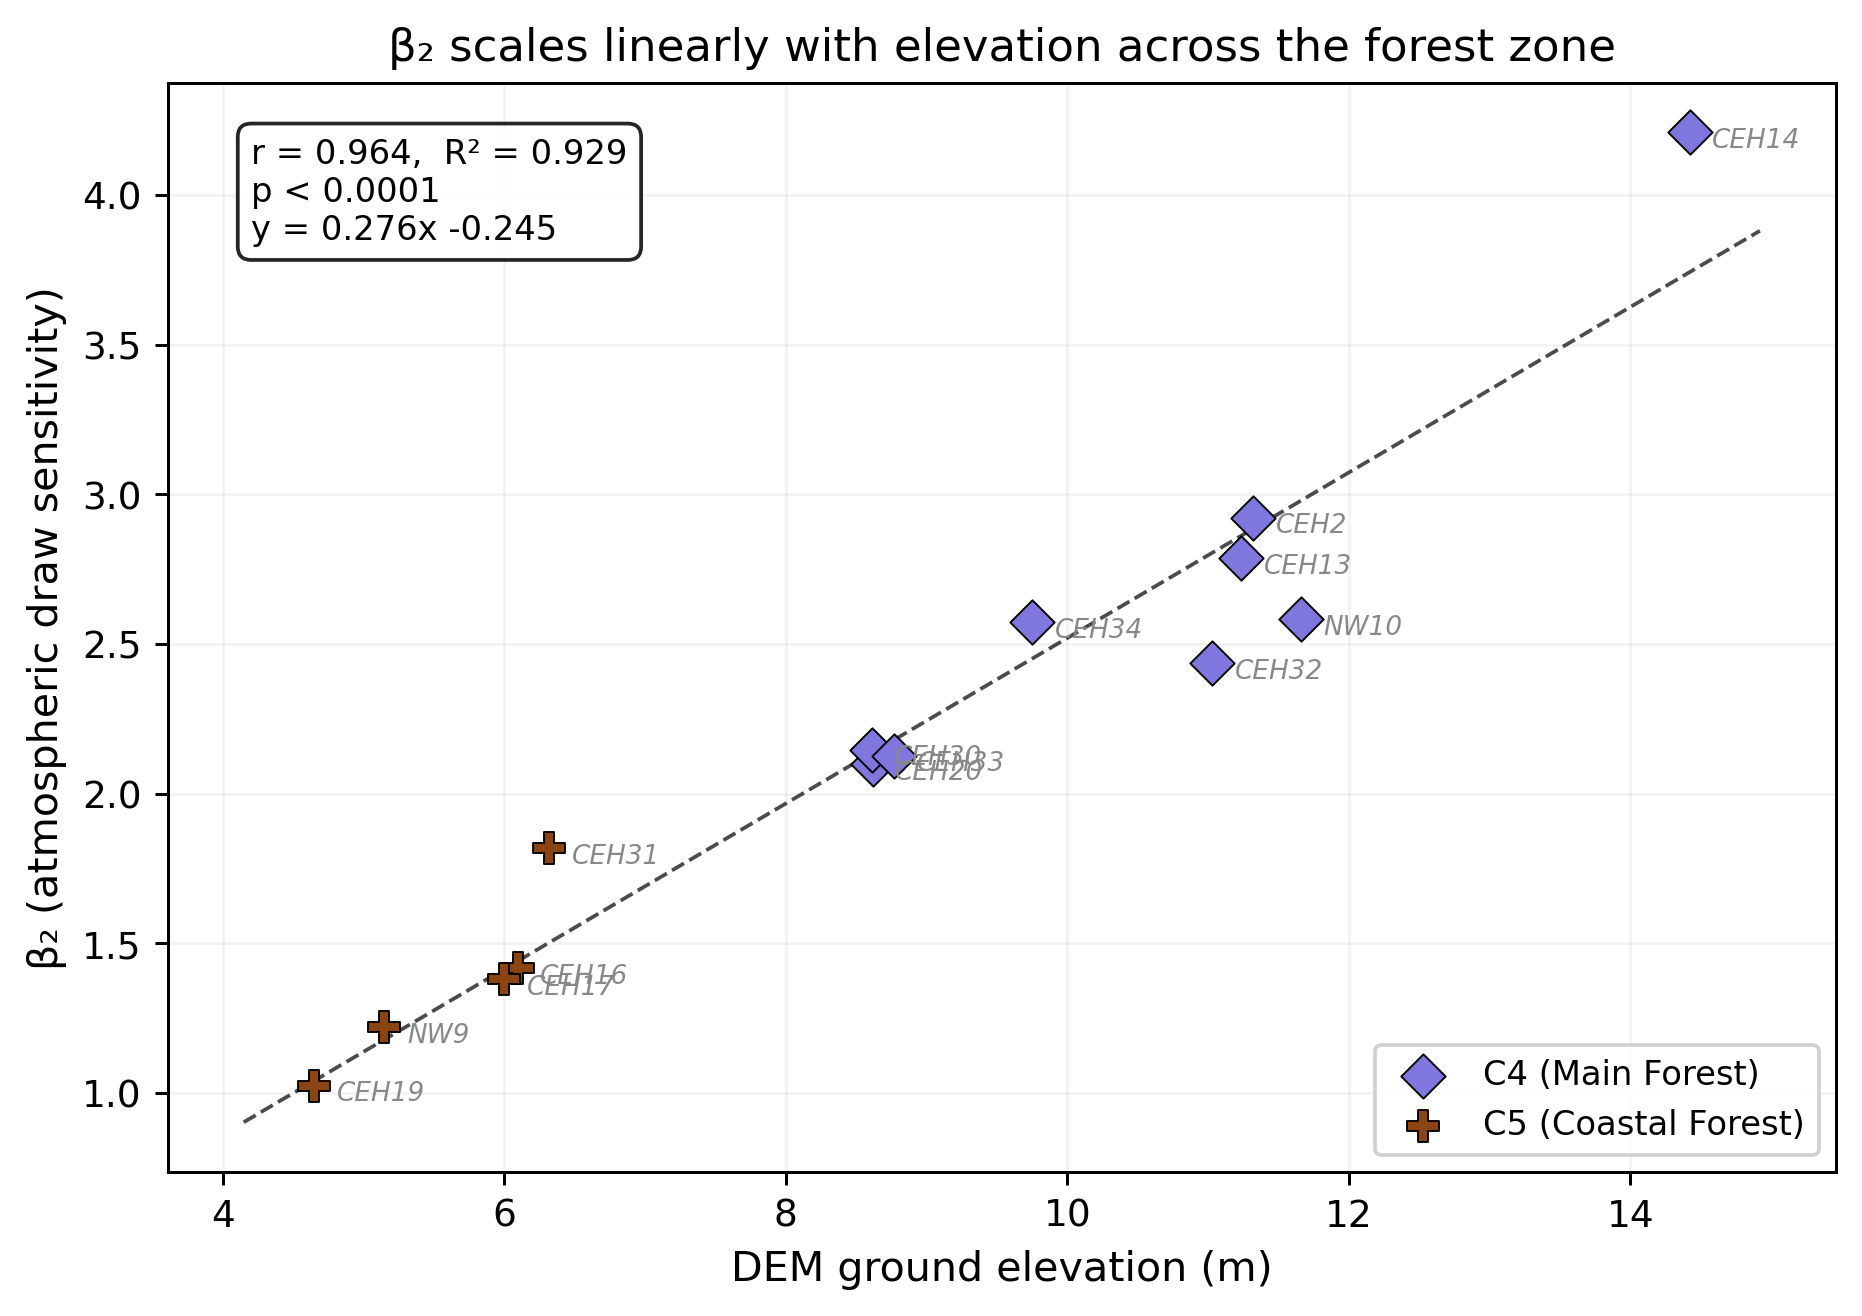 β₂ scales linearly with elevation across the forest zone
r = 0.964,  R² = 0.929
p < 0.0001
y = 0.276x -0.245
β₂ (atmospheric draw sensitivity)
4.0
3.5
3.0
2.5
2.0
1.5
1.0
CEH14
CEH2
CEH13
CEH34
NW10
CEH32
CEH30
CEH33
CEH20
CEH31
CEH16
CEH17
NW9
CEH19
C4 (Main Forest)
C5 (Coastal Forest)
4 6 8 10 12 14
DEM ground elevation (m)